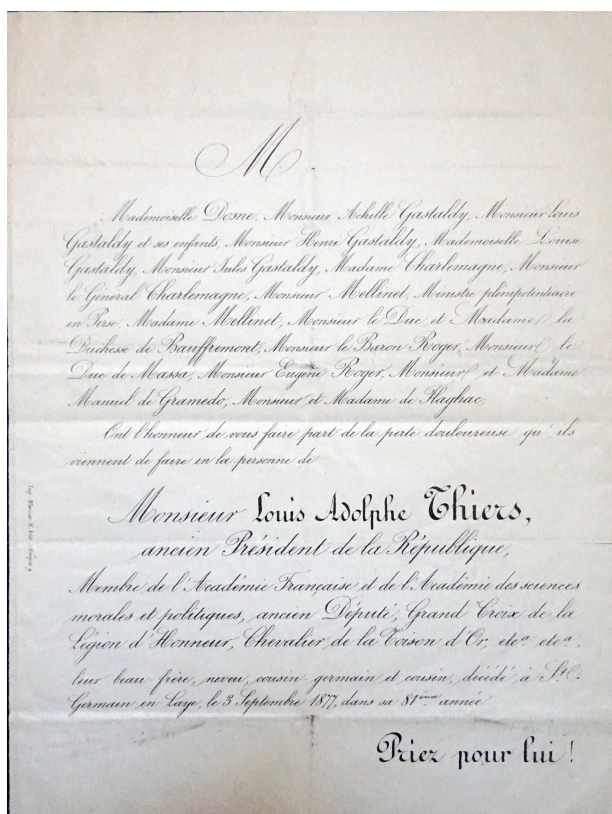 M
Mademoiselle Dosne, Monsieur Achille Gastaldy, Monsieur Louis
Gastaldy et ses enfants, Monsieur Henri Gastaldy, Mademoiselle Louise
Gastaldy, Monsieur Jules Gastaldy, Madame Charlemagne, Monsieur
le Général Charlemagne, Monsieur Mellinet, Ministre plénipotentiaire
en Perse, Madame Mellinet, Monsieur le Duc et Madame la
Duchesse de Bauffremont, Monsieur le Baron Roger, Monsieur le
Duc de Massa, Monsieur Eugène Roger, Monsieur et Madame
Manuel de Gramedo, Monsieur et Madame de Flaghac,
Ont l'honneur de vous faire part de la perte douloureuse qu'ils
viennent de faire en la personne de
Monsieur Louis Adolphe Thiers,
ancien Président de la République,
Membre de l'Académie Française et de l'Académie des sciences
morales et politiques, ancien Député, Grand Croix de la
Légion d'Honneur, Chevalier de la Toison d'Or, etc.ª etc.ª,
leur beau frère, neveu, cousin germain et cousin, décédé à St
Germain en Laye, le 3 Septembre 1877, dans sa 81ème année
Priez pour lui !